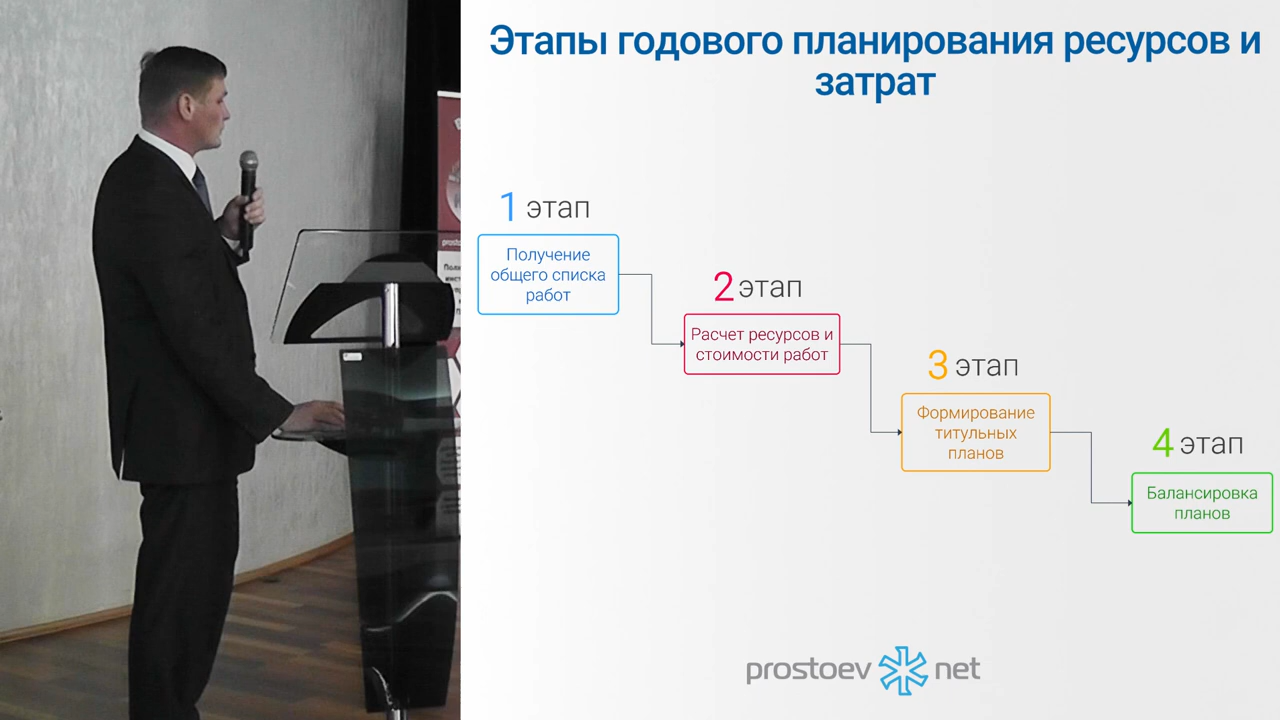 Этапы годового планирования ресурсов и
затрат
1 этап
Получение
общего списка
работ
2 этап
Расчет ресурсов и
стоимости работ
3 этап
Формирование
титульных
планов
4 этап
Балансировка
планов
prostoev net